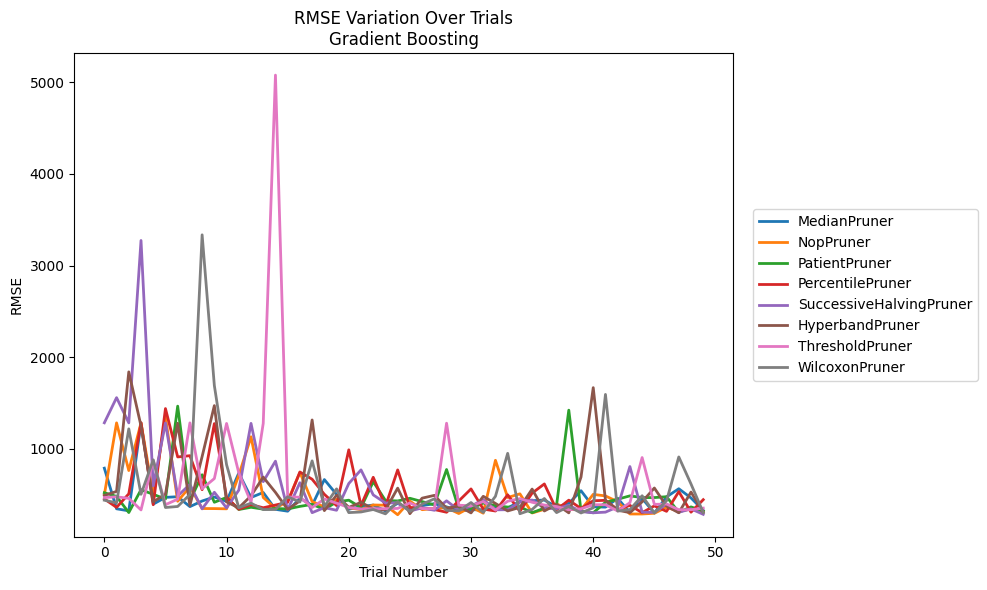 RMSE Variation Over Trials
Gradient Boosting
5000
4000
3000
2000
1000
RMSE
0
10
20
30
40
50
Trial Number
MedianPruner
NopPruner
PatientPruner
PercentilePruner
SuccessiveHalvingPruner
HyperbandPruner
ThresholdPruner
WilcoxonPruner